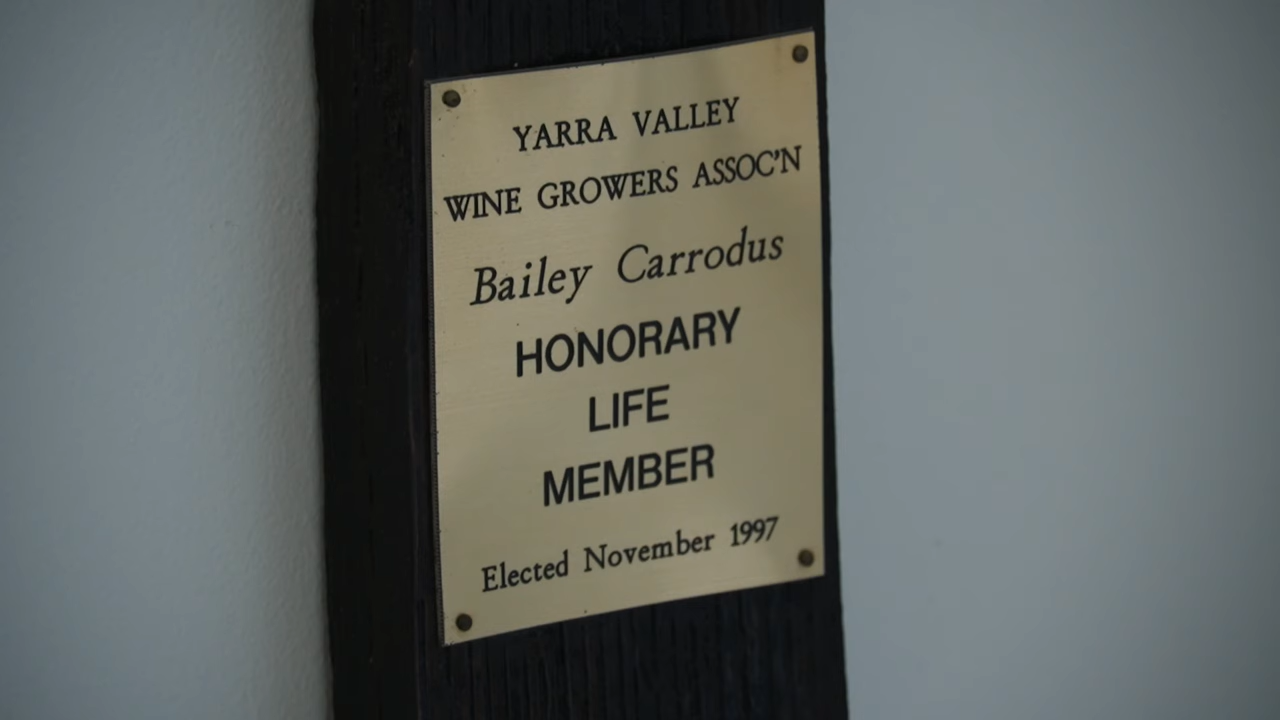 YARRA VALLEY
WINE GROWERS ASSOC'N
Bailey Carrodus
HONORARY
LIFE
MEMBER
Elected November 1997